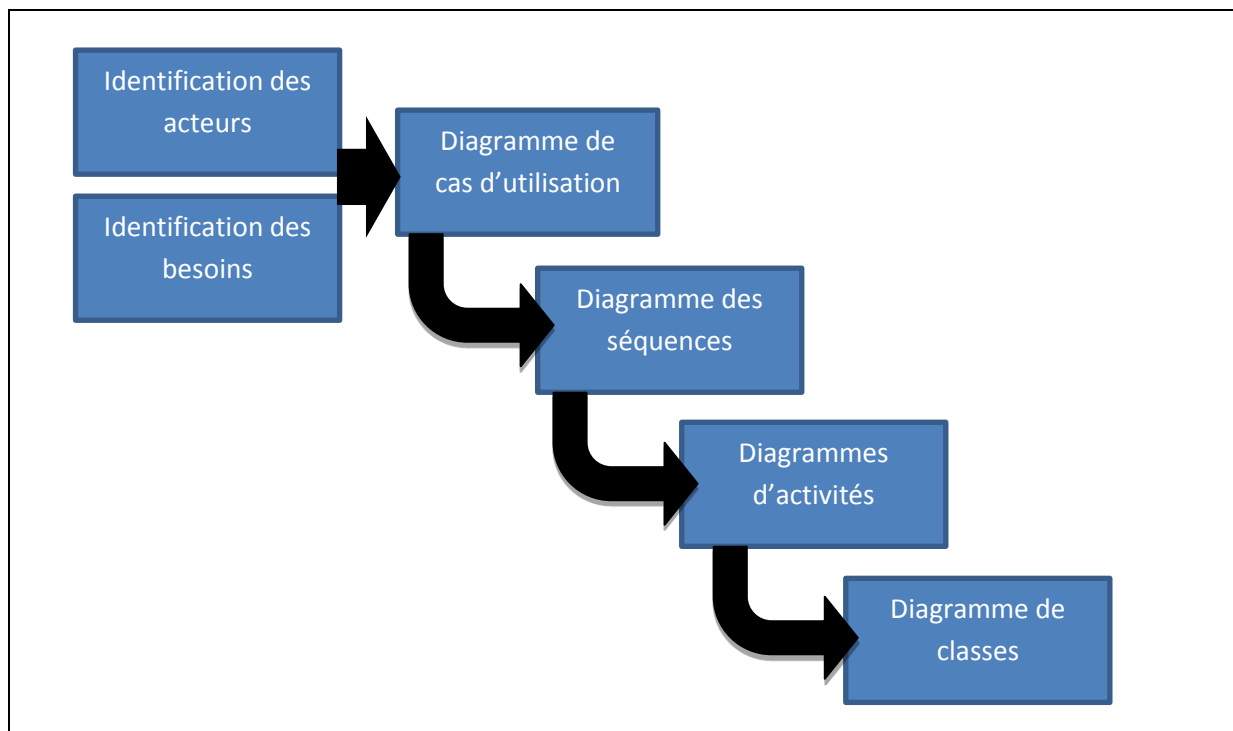 Identification des
acteurs
Identification des
besoins
Diagramme de
cas d’utilisation
Diagramme des
séquences
Diagrammes
d’activités
Diagramme de
classes